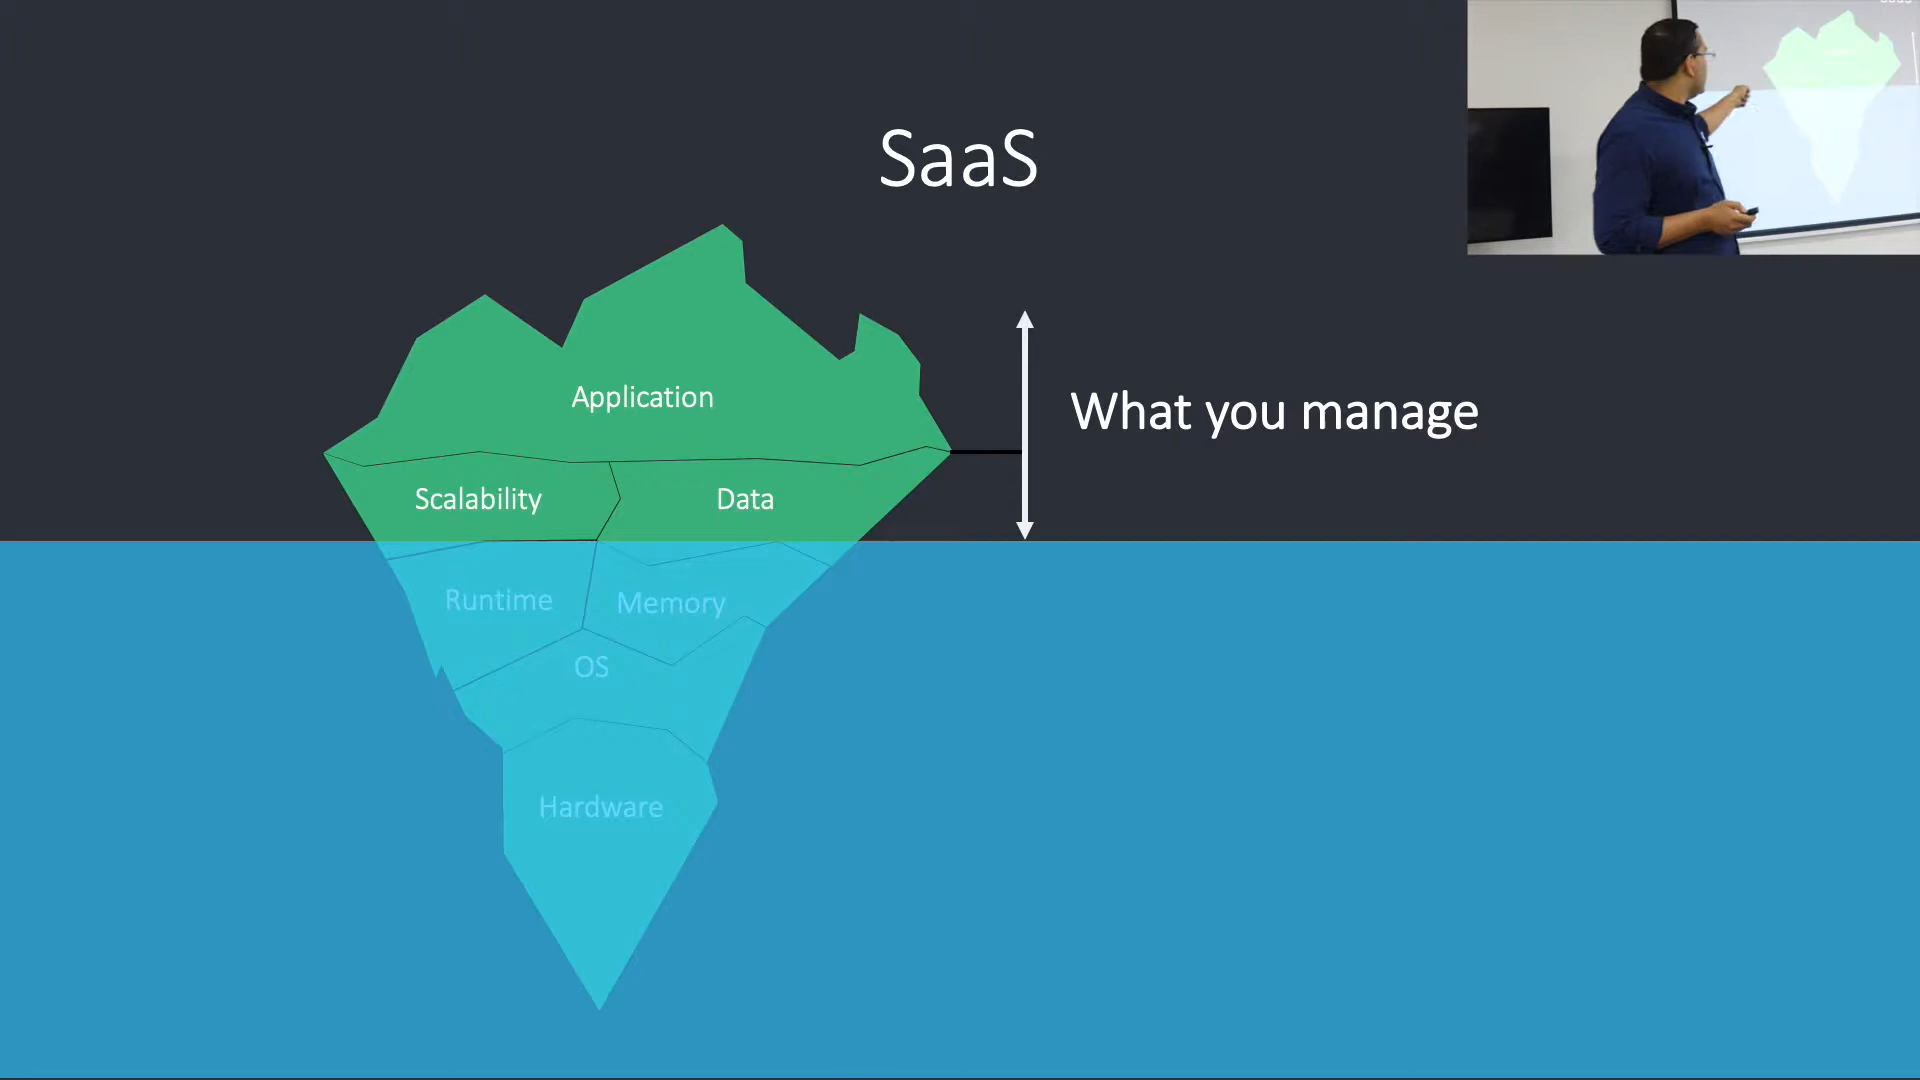 SaaS
Application
What you manage
Scalability
Data
Runtime
Memory
OS
Hardware